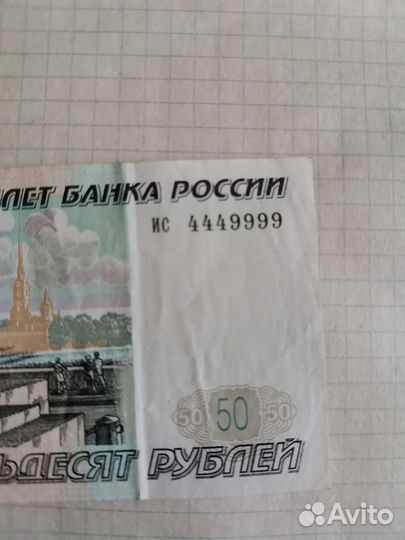 ЛЕТ БАНКА РОССИИ
ис 4449999
50 50 50
ЬДЕСЯТ РУБЛЕЙ
Avito